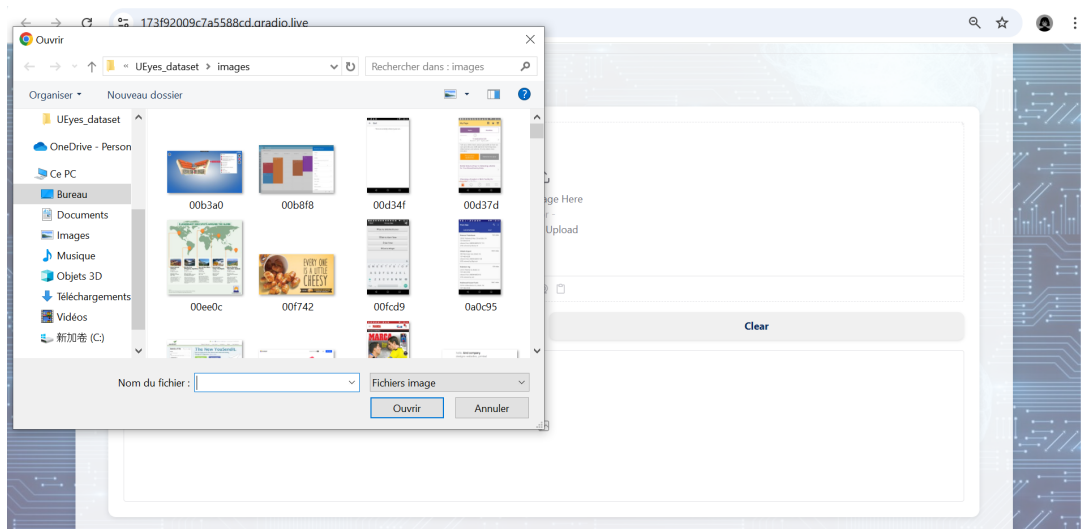 173f92009c7a5588cd.gradio.live
Ouvrir
« UEyes_dataset > images
Rechercher dans : images
Organiser
Nouveau dossier
UEyes_dataset
OneDrive - Person
Ce PC
Bureau
Documents
Images
Musique
Objets 3D
Téléchargements
Vidéos
新加卷 (C:)
00b3a0
00b8f8
00d34f
00d37d
EVERY ONE
IS A LITTLE
CHEESY
00ee0c
00f742
00fcd9
0a0c95
MARCA
Nom du fichier :
Fichiers image
Ouvrir
Annuler
age Here
r -
Upload
Clear